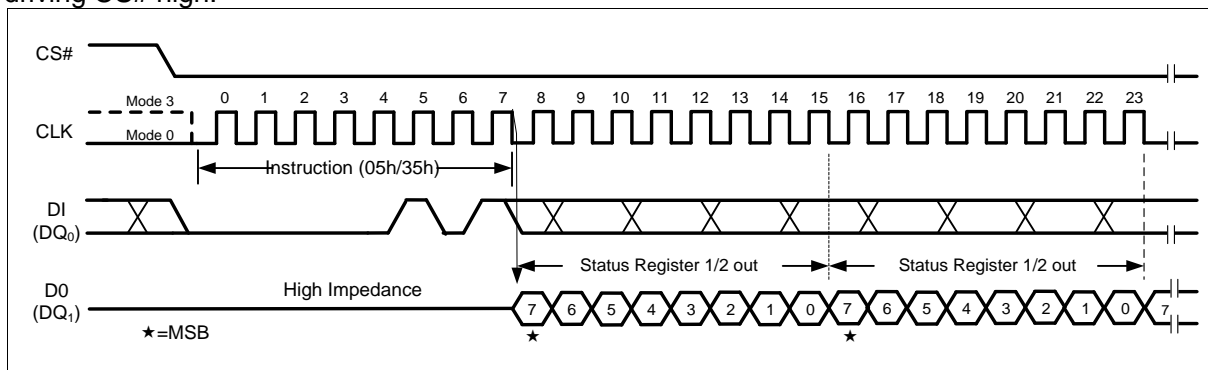 driving CS# high.
CS#
Mode 3
0 1 2 3 4 5 6 7 8 9 10 11 12 13 14 15 16 17 18 19 20 21 22 23
CLK
Mode 0
Instruction (05h/35h)
DI
(DQ0)
Status Register 1/2 out Status Register 1/2 out
D0
(DQ1)
High Impedance
7 6 5 4 3 2 1 0 7 6 5 4 3 2 1 0 7
★=MSB ★ ★